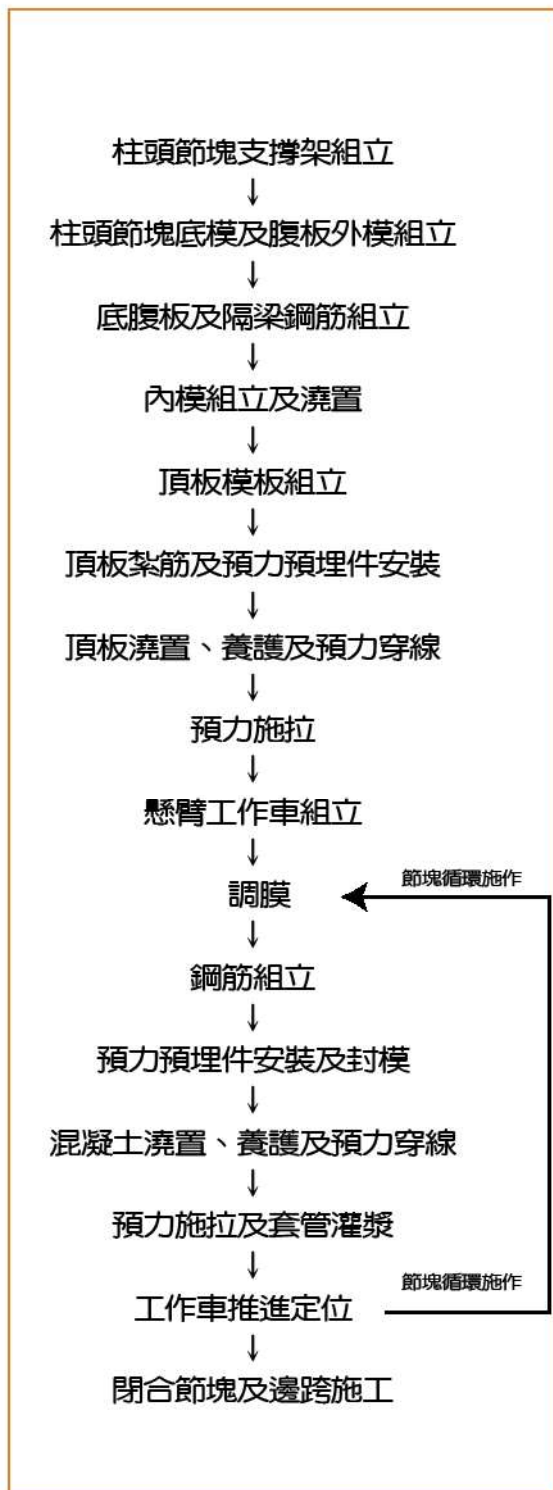 柱頭節塊支撐架組立
↓
柱頭節塊底模及腹板外模組立
↓
底腹板及隔梁鋼筋組立
↓
內模組立及澆置
↓
頂板模板組立
↓
頂板紮筋及預力預埋件安裝
↓
頂板澆置、養護及預力穿線
↓
預力施拉
↓
懸臂工作車組立
↓
調膜
節塊循環施作
↓
鋼筋組立
↓
預力預埋件安裝及封模
↓
混凝土澆置、養護及預力穿線
↓
預力施拉及套管灌漿
↓
工作車推進定位
節塊循環施作
↓
閉合節塊及邊跨施工